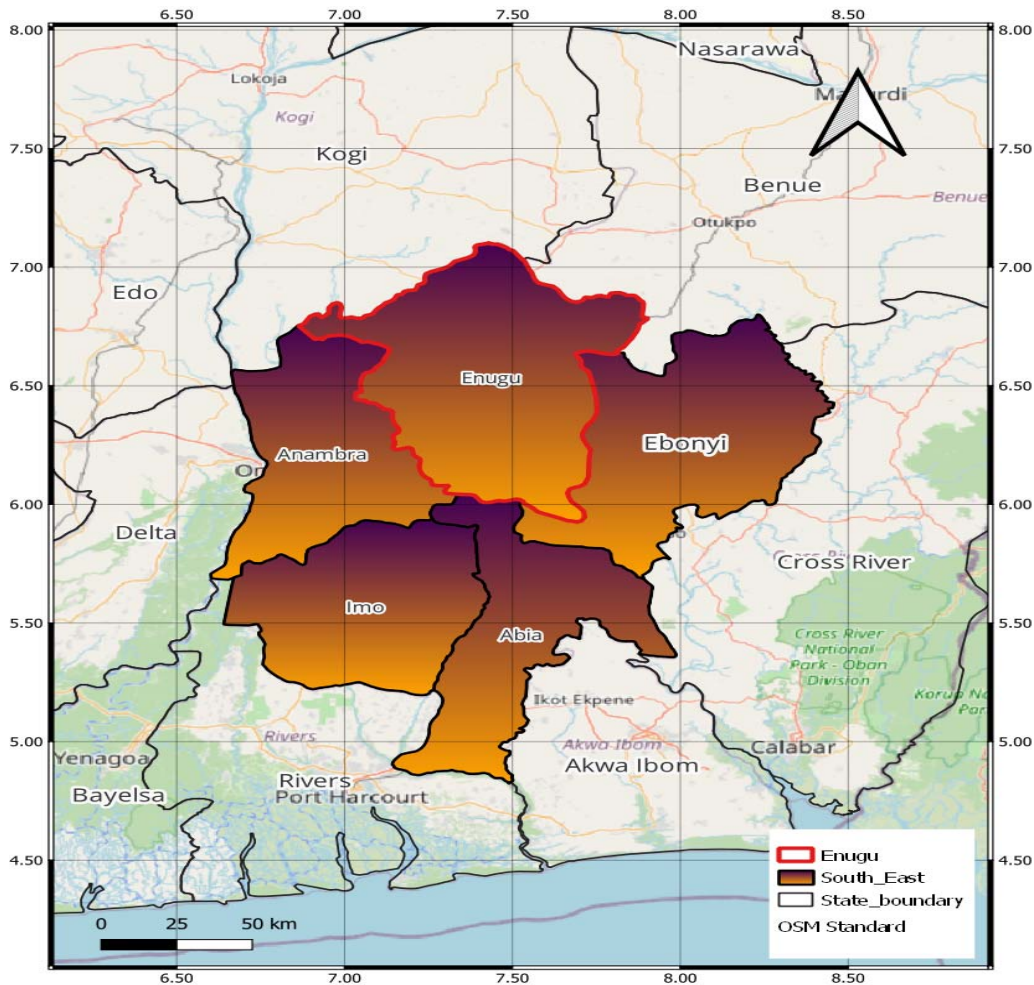 6.50 7.00 7.50 8.00 8.50
8.00 8.00
Nasarawa
Lokoja
Kogi
Kogi
7.50 7.50
Benue
Benue
Otukpo
7.00 7.00
Edo
6.50 6.50
Enugu
Anambra
Ebonyi
6.00 6.00
Delta
Cross River
Imo
5.50 5.50
Abia
Cross River
National
Park - Oban
Division
Ikot Ekpene
5.00 5.00
Rivers
Akwa Ibom
Calabar
Yenagoa
Akwa Ibom
Rivers
Bayelsa
Port Harcourt
4.50 4.50
Enugu
South_East
State_boundary
OSM Standard
0 25 50 km
6.50 7.00 7.50 8.00 8.50